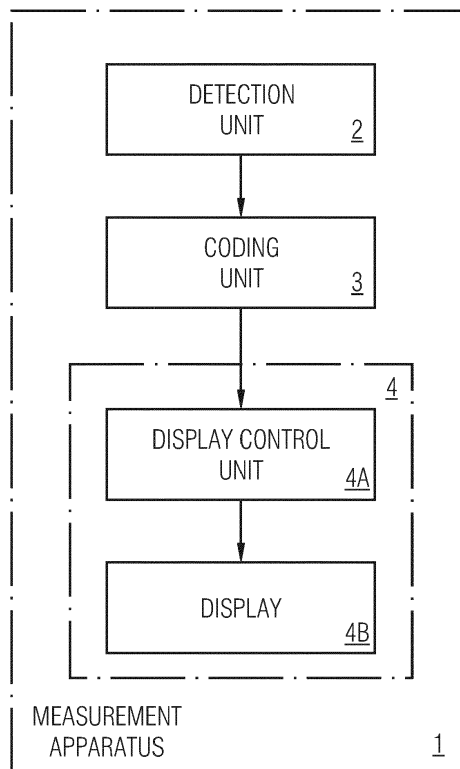 DETECTION
UNIT
2
CODING
UNIT
3
4
DISPLAY CONTROL
UNIT
4A
DISPLAY
4B
MEASUREMENT
APPARATUS
1